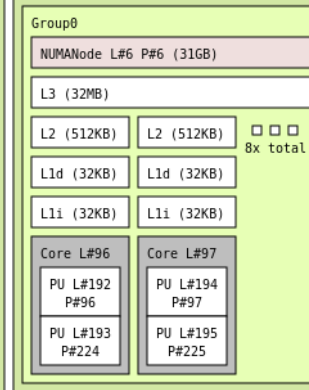 Group0
NUMANode L#6 P#6 (31GB)
L3 (32MB)
L2 (512KB) L2 (512KB)
8x total
L1d (32KB) L1d (32KB)
L1i (32KB) L1i (32KB)
Core L#96 Core L#97
PU L#192 PU L#194
P#96 P#97
PU L#193 PU L#195
P#224 P#225